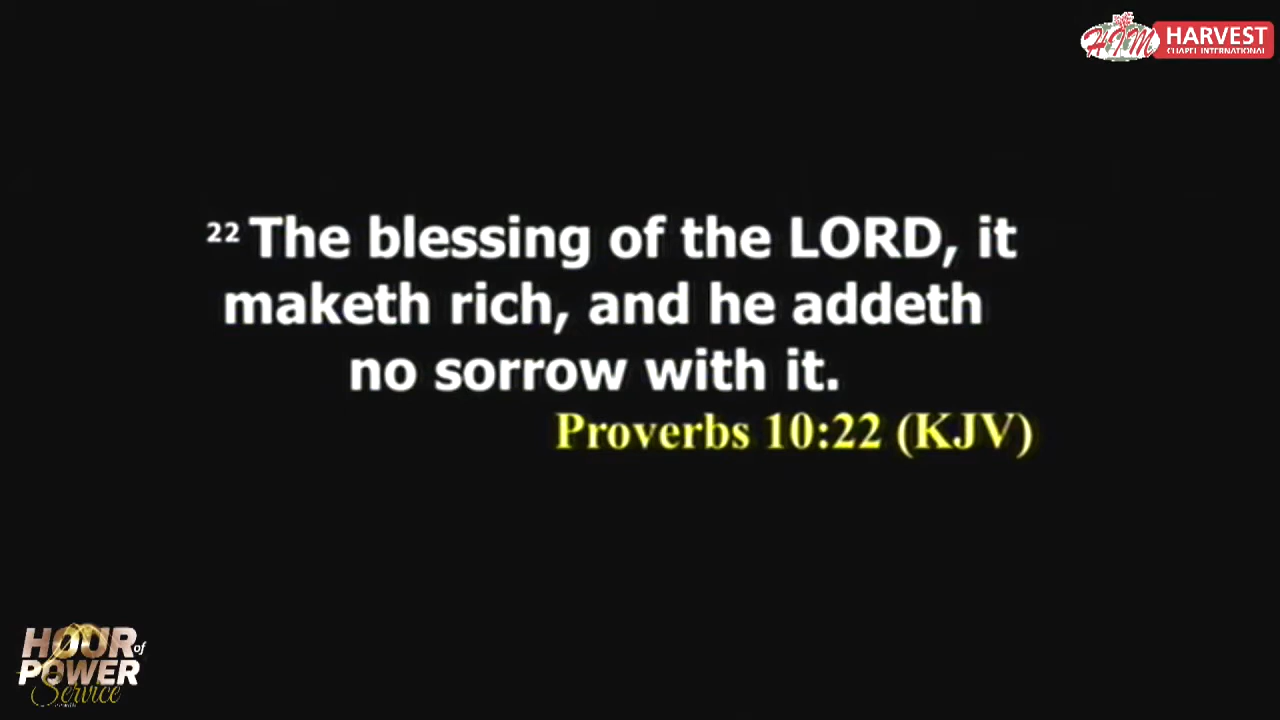 HIM HARVEST
CHAPEL INTERNATIONAL
22 The blessing of the LORD, it
maketh rich, and he addeth
no sorrow with it.
Proverbs 10:22 (KJV)
HOUR of
POWER
Service